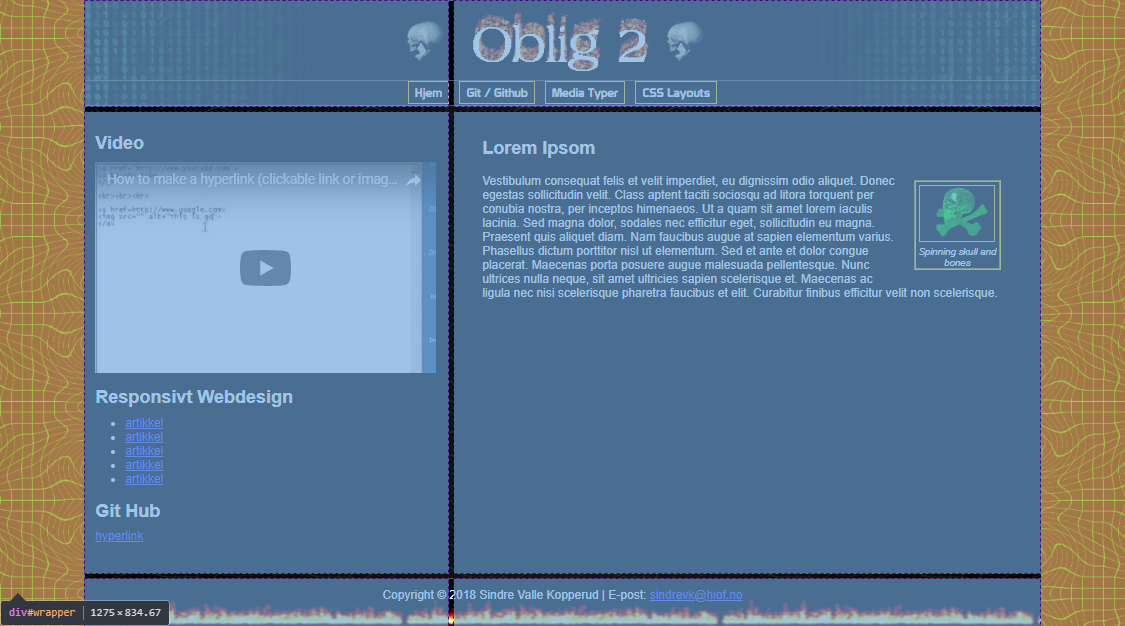 Oblig 2
Hjem Git / Github Media Typer CSS Layouts
Video
How to make a hyperlink (clickable link or imag...
<br><br><br>
<a href=http://www.google.com>
</a>
Responsivt Webdesign
artikkel
artikkel
artikkel
artikkel
artikkel
Git Hub
hyperlink
Lorem Ipsom
Vestibulum consequat felis et velit imperdiet, eu dignissim odio aliquet. Donec
egestas sollicitudin velit. Class aptent taciti sociosqu ad litora torquent per
conubia nostra, per inceptos himenaeos. Ut a quam sit amet lorem iaculis
lacinia. Sed magna dolor, sodales nec efficitur eget, sollicitudin eu magna.
Praesent quis aliquet diam. Nam faucibus augue at sapien elementum varius.
Phasellus dictum porttitor nisl ut elementum. Sed et ante et dolor congue
placerat. Maecenas porta posuere augue malesuada pellentesque. Nunc
ultrices nulla neque, sit amet ultricies sapien scelerisque et. Maecenas ac
ligula nec nisi scelerisque pharetra faucibus et elit. Curabitur finibus efficitur velit non scelerisque.
Spinning skull and
bones
Copyright © 2018 Sindre Valle Kopperud | E-post: sindrevk@hiof.no
div#wrapper 1275 × 834.67